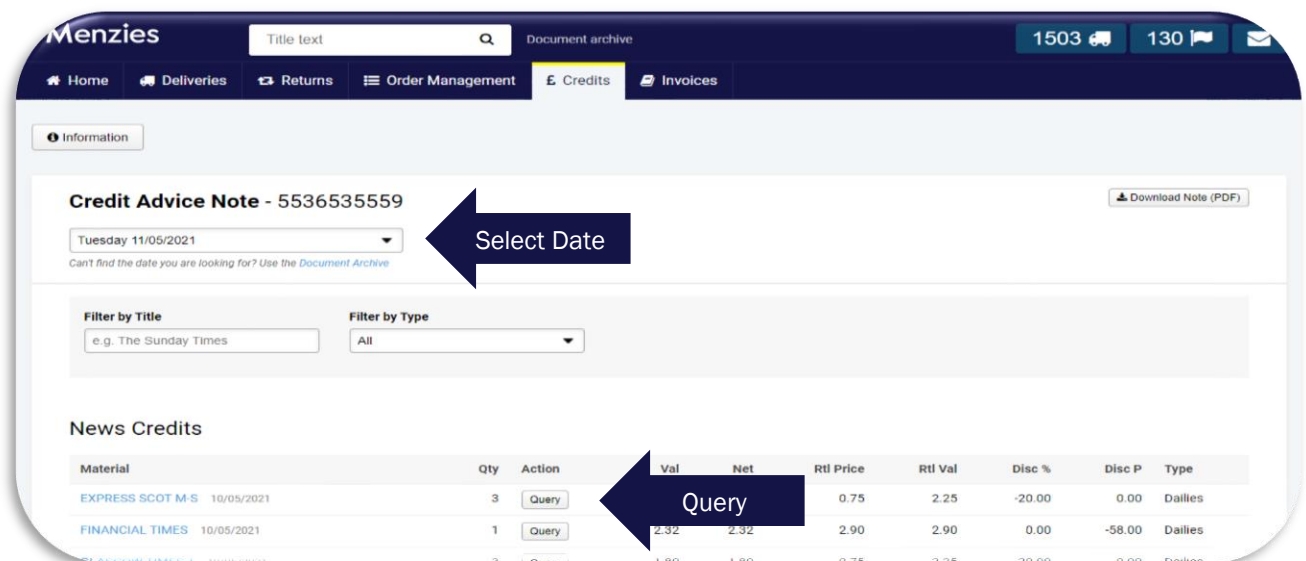 Menzies
Title text
Document archive
1503
130
Home Deliveries Returns Order Management £ Credits Invoices
Information
Credit Advice Note - 5536535559
Download Note (PDF)
Tuesday 11/05/2021
Select Date
Can't find the date you are looking for? Use the Document Archive
Filter by Title Filter by Type
e.g. The Sunday Times All
News Credits
Material Qty Action Val Net Rtl Price Rtl Val Disc % Disc P Type
EXPRESS SCOT M-S 10/05/2021 3 Query Query 0.75 2.25 -20.00 0.00 Dailies
FINANCIAL TIMES 10/05/2021 1 Query 2.32 2.32 2.90 2.90 0.00 -58.00 Dailies